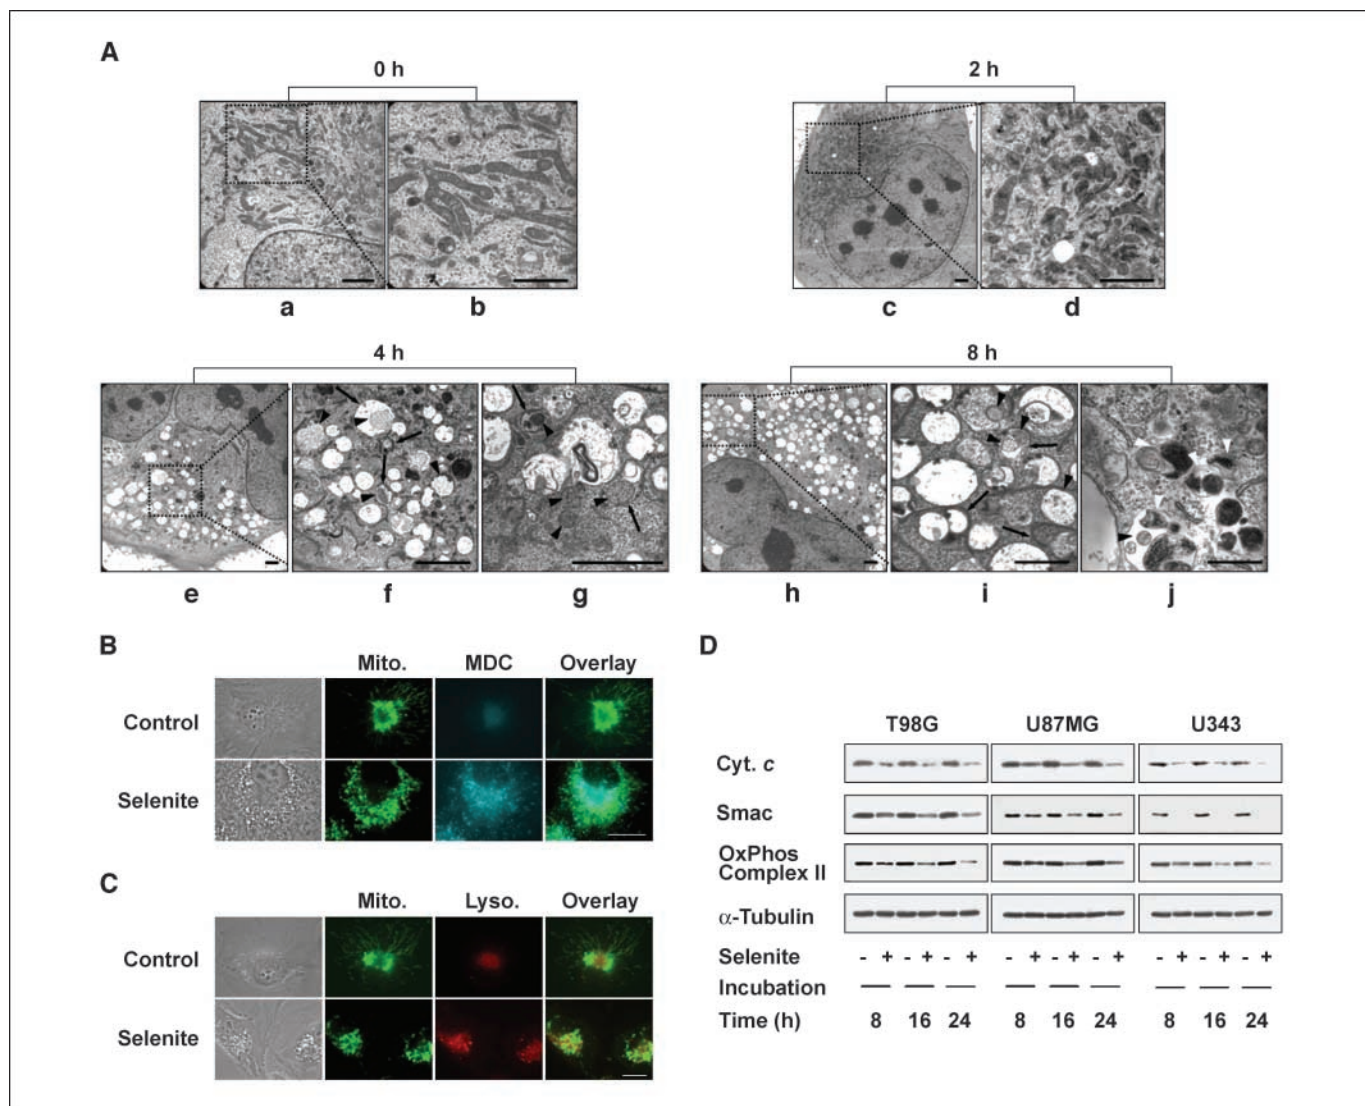 A
0 h
2 h
a
b
c
d
4 h
8 h
e
f
g
h
i
j
B
Mito.
MDC
Overlay
Control
Selenite
C
Mito.
Lyso.
Overlay
Control
Selenite
D
T98G
U87MG
U343
Cyt. c
Smac
OxPhos
Complex II
α-Tubulin
Selenite - + - + - + - + - + - + - + - + - +
Incubation
Time (h) 8 16 24 8 16 24 8 16 24